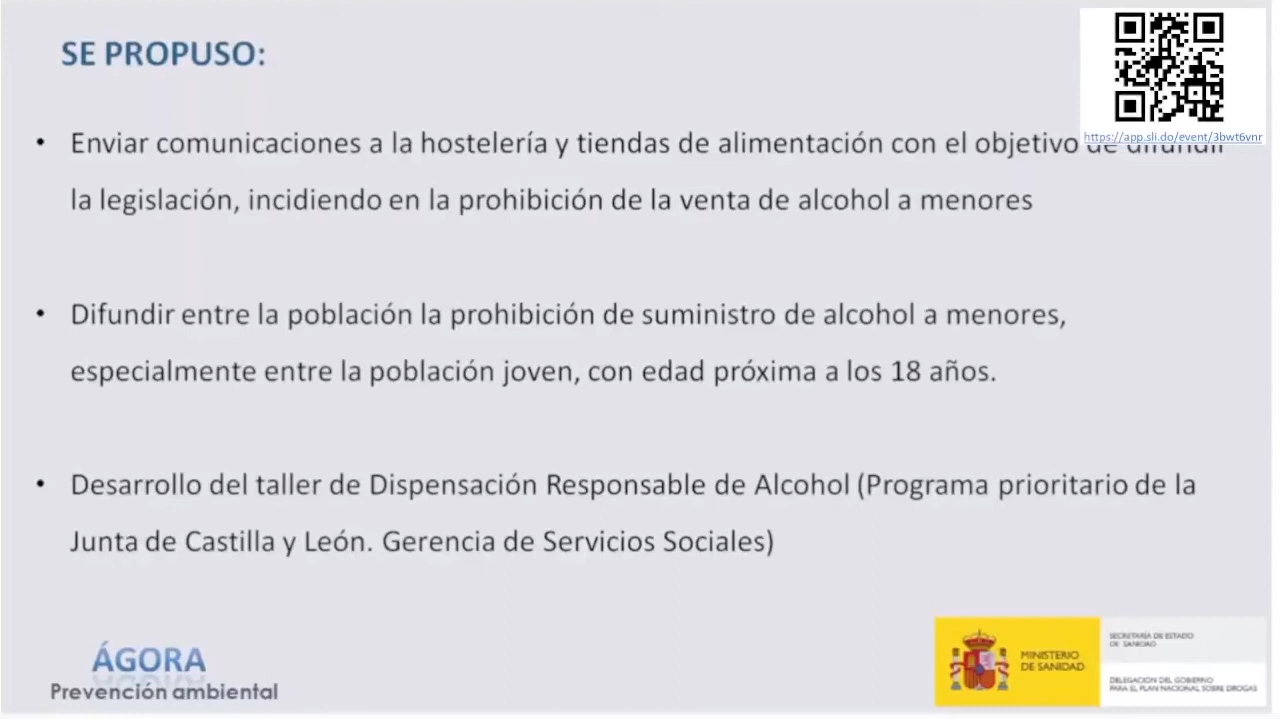 SE PROPUSO:
https://app.sli.do/event/3bwt6vnr
• Enviar comunicaciones a la hostelería y tiendas de alimentación con el objetivo de difundir
la legislación, incidiendo en la prohibición de la venta de alcohol a menores
• Difundir entre la población la prohibición de suministro de alcohol a menores,
especialmente entre la población joven, con edad próxima a los 18 años.
• Desarrollo del taller de Dispensación Responsable de Alcohol (Programa prioritario de la
Junta de Castilla y León. Gerencia de Servicios Sociales)
ÁGORA
Prevención ambiental
MINISTERIO
DE SANIDAD
SECRETARÍA DE ESTADO
DE SANIDAD
DELEGACIÓN DEL GOBIERNO
PARA EL PLAN NACIONAL SOBRE DROGAS